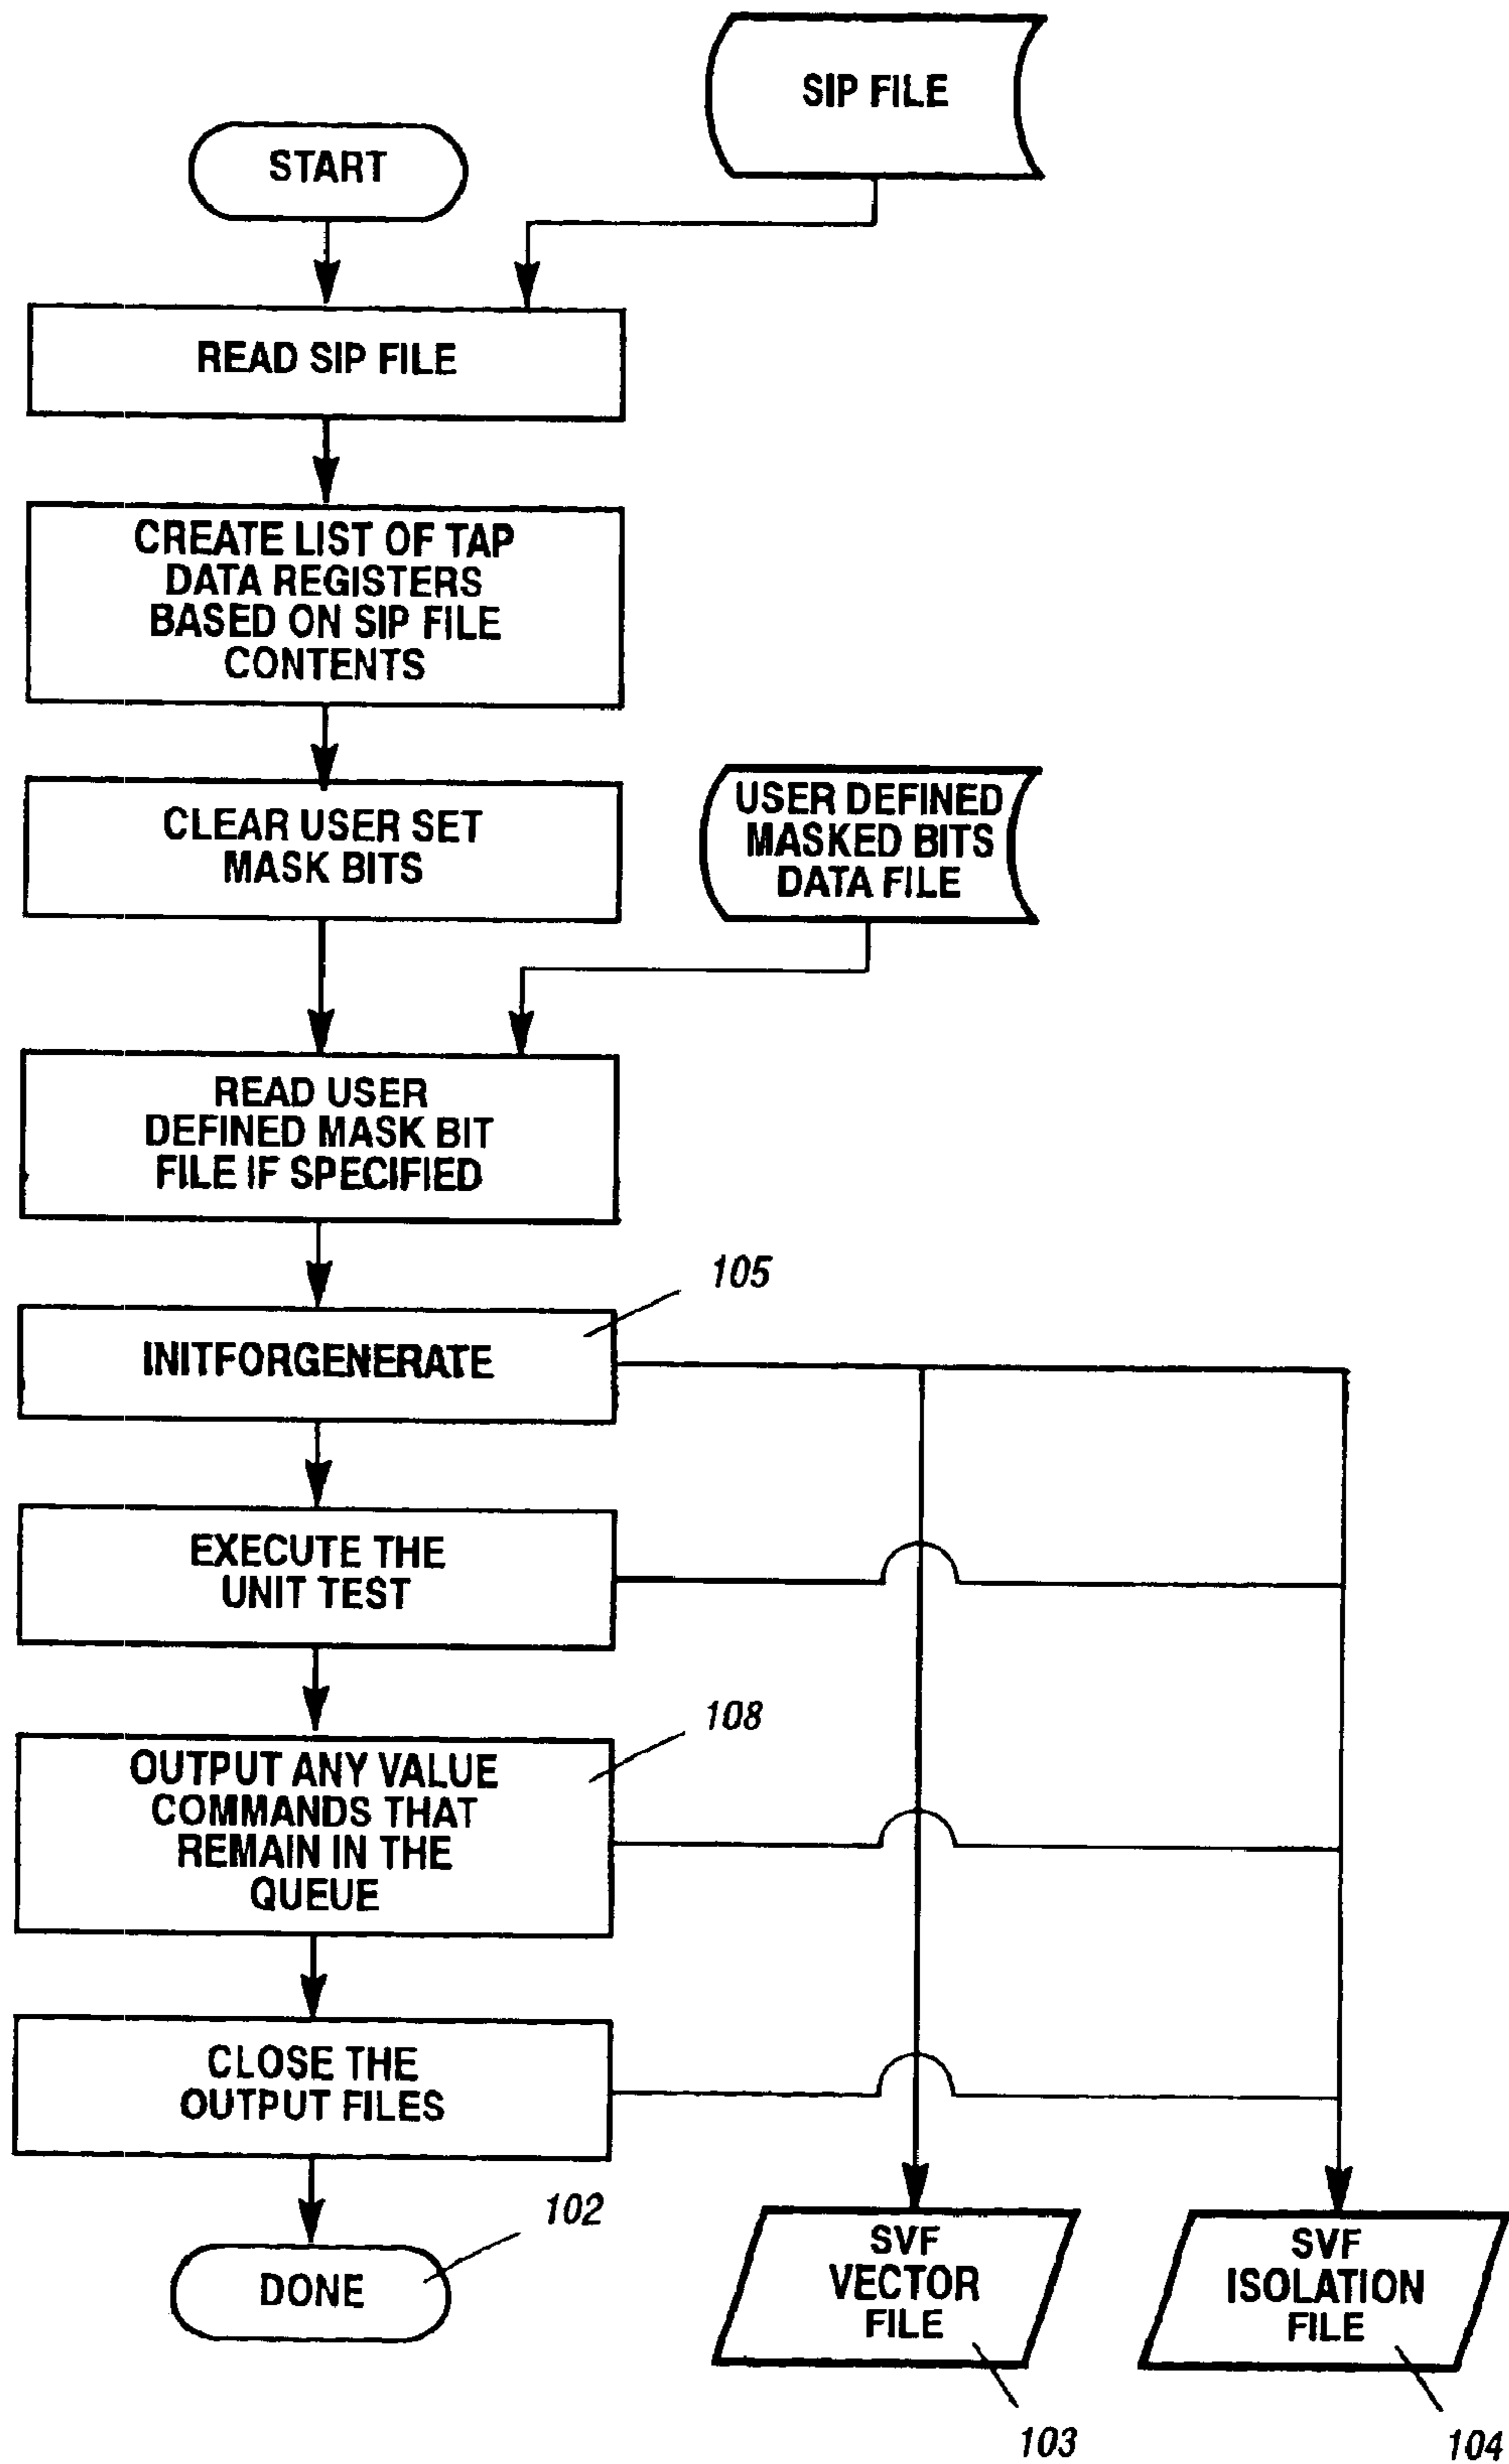 SIP FILE
START
READ SIP FILE
CREATE LIST OF TAP
DATA REGISTERS
BASED ON SIP FILE
CONTENTS
CLEAR USER SET
MASK BITS
USER DEFINED
MASKED BITS
DATA FILE
READ USER
DEFINED MASK BIT
FILE IF SPECIFIED
105
INITFORGENERATE
EXECUTE THE
UNIT TEST
108
OUTPUT ANY VALUE
COMMANDS THAT
REMAIN IN THE
QUEUE
CLOSE THE
OUTPUT FILES
102
DONE
SVF
VECTOR
FILE
103
SVF
ISOLATION
FILE
104